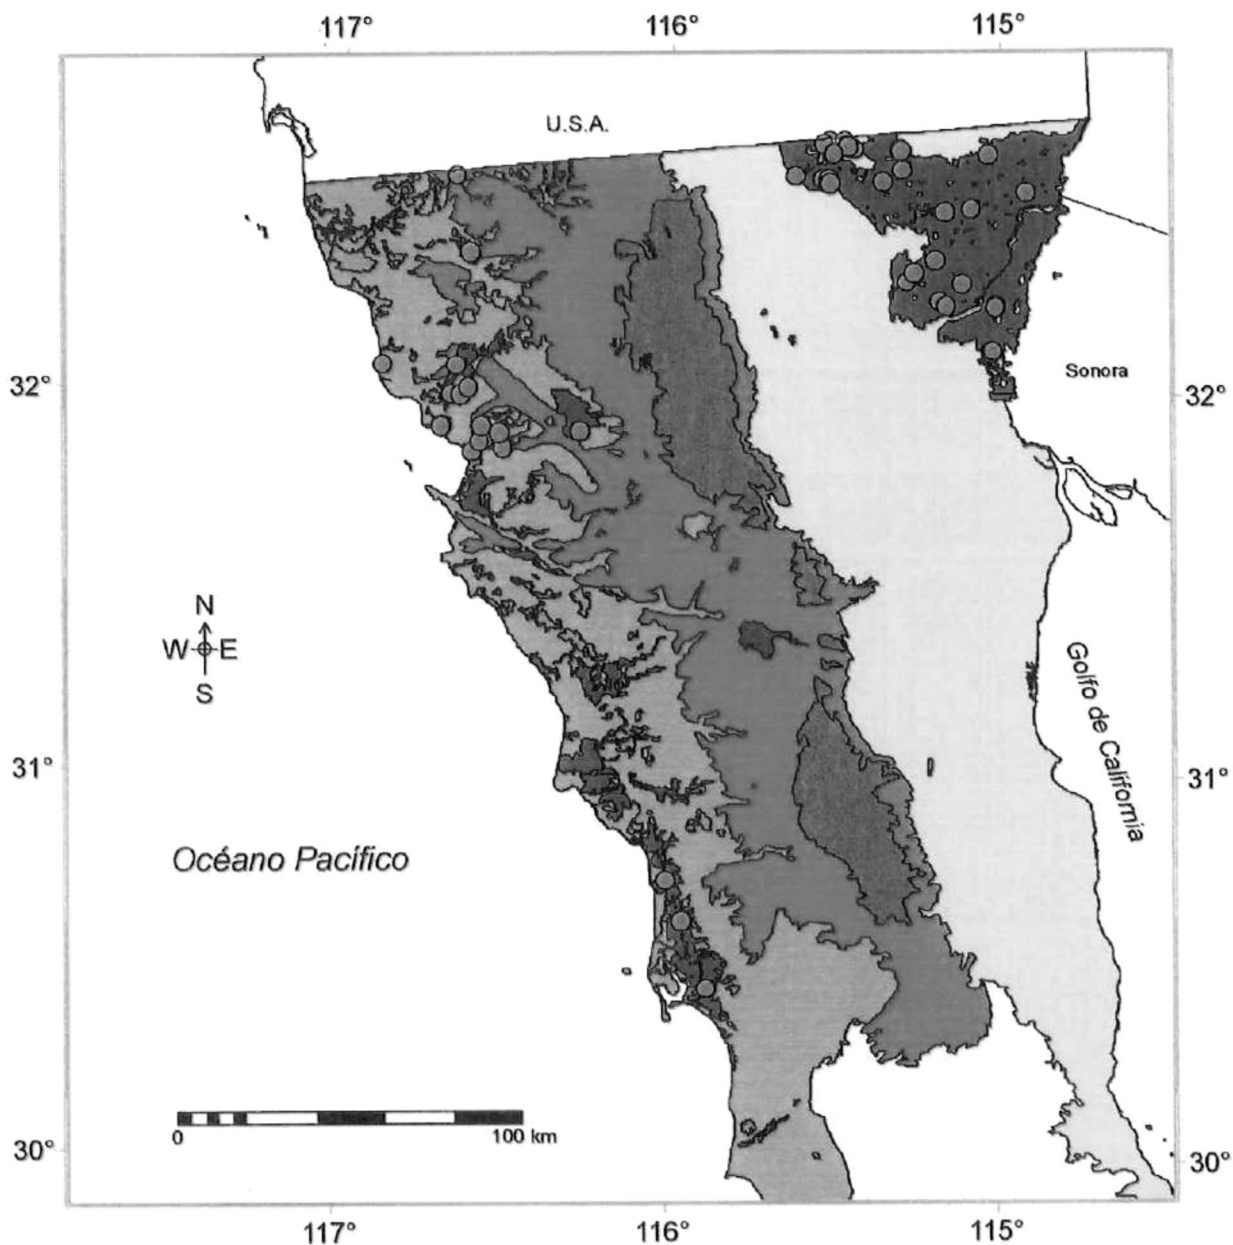 117° 116° 115°
U.S.A.
32° 32°
Sonora
N
W E
S
Golfo de California
31° 31°
Océano Pacífico
0 100 km
30° 30°
117° 116° 115°